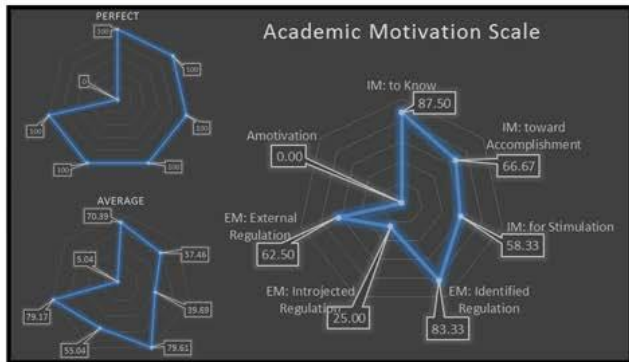 PERFECT
100
100
0
100
100
100
100
AVERAGE
70.39
57.46
5.04
39.69
79.17
55.04
79.61
Academic Motivation Scale
IM: to Know
87.50
Amotivation
0.00
IM: toward
Accomplishment
66.67
EM: External
Regulation
62.50
IM: for Stimulation
58.33
EM: Introjected
Regulation
25.00
EM: Identified
Regulation
83.33